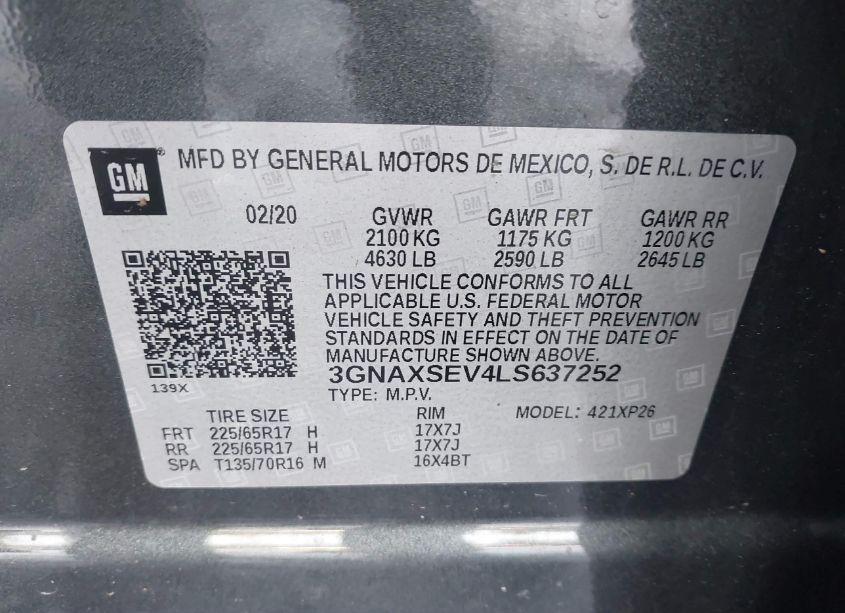 GM ® MFD BY GENERAL MOTORS DE MEXICO, S. DE R.L. DE C.V.
02/20 GVWR GAWR FRT GAWR RR
2100 KG 1175 KG 1200 KG
4630 LB 2590 LB 2645 LB
THIS VEHICLE CONFORMS TO ALL
APPLICABLE U.S. FEDERAL MOTOR
VEHICLE SAFETY AND THEFT PREVENTION
STANDARDS IN EFFECT ON THE DATE OF
MANUFACTURE SHOWN ABOVE.
139X 3GNAXSEV4LS637252
TYPE: M.P.V.
TIRE SIZE RIM MODEL: 421XP26
FRT 225/65R17 H 17X7J
RR 225/65R17 H 17X7J
SPA T135/70R16 M 16X4BT